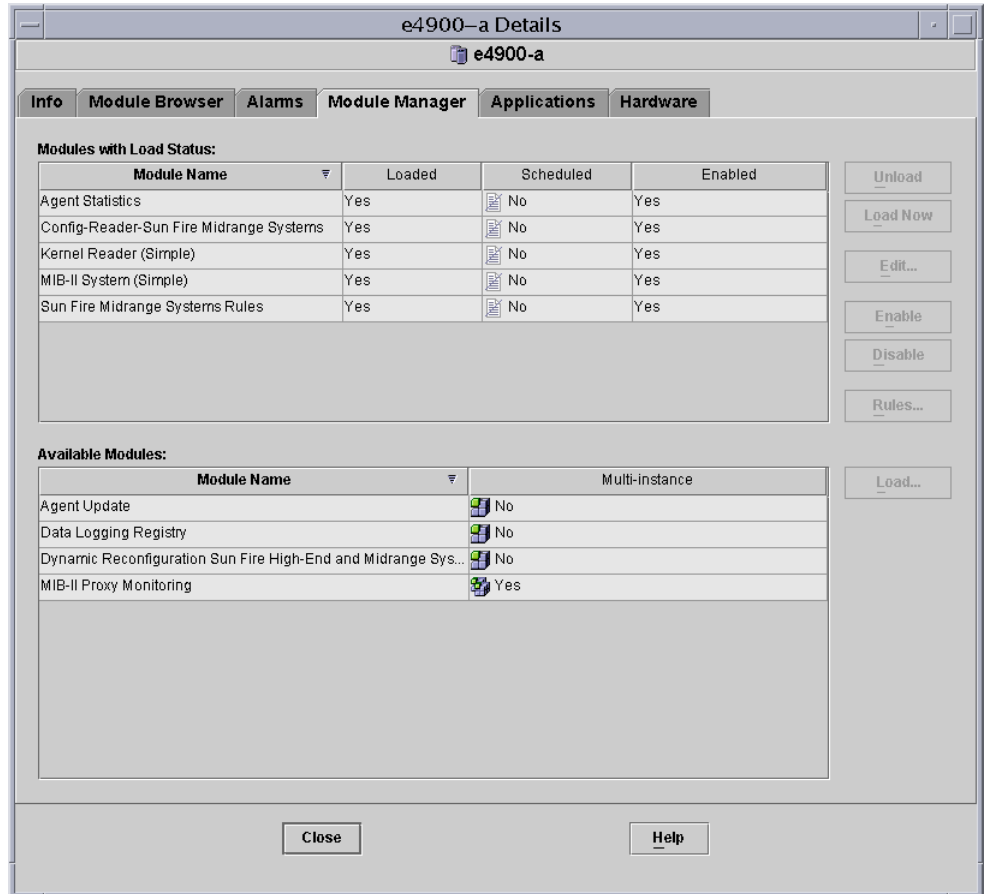 e4900–a Details
e4900-a
Info Module Browser Alarms Module Manager Applications Hardware
Modules with Load Status:
Module Name Loaded Scheduled Enabled
Agent Statistics Yes No Yes
Config-Reader-Sun Fire Midrange Systems Yes No Yes
Kernel Reader (Simple) Yes No Yes
MIB-II System (Simple) Yes No Yes
Sun Fire Midrange Systems Rules Yes No Yes
Unload
Load Now
Edit...
Enable
Disable
Rules...
Available Modules:
Module Name Multi-instance
Agent Update No
Data Logging Registry No
Dynamic Reconfiguration Sun Fire High-End and Midrange Sys... No
MIB-II Proxy Monitoring Yes
Load...
Close Help